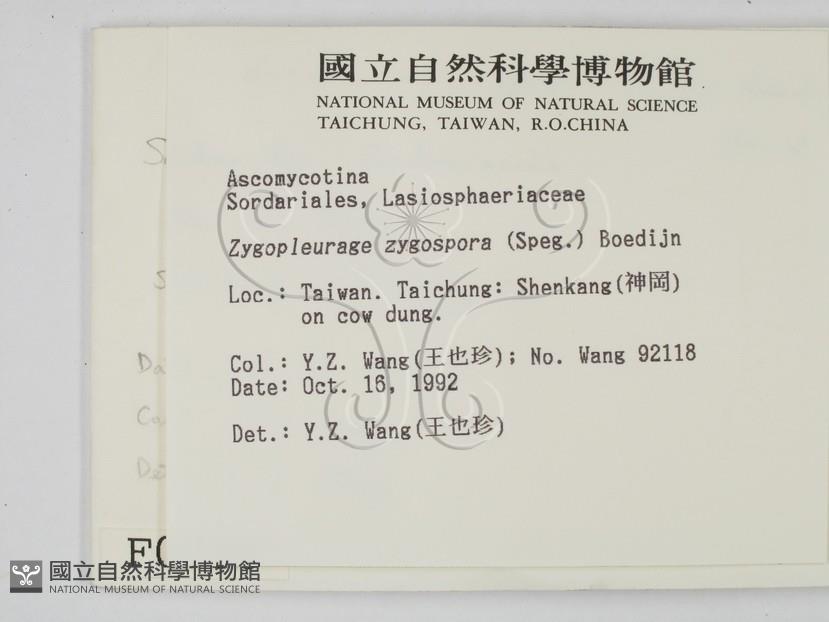 國立自然科學博物館
NATIONAL MUSEUM OF NATURAL SCIENCE
TAICHUNG, TAIWAN, R.O.CHINA
Ascomycotina
Sordariales, Lasiosphaeriaceae
Zygopleurage zygospora (Speg.) Boedijn
Loc.: Taiwan. Taichung: Shenkang(神岡)
on cow dung.
Col.: Y.Z. Wang(王也珍); No. Wang 92118
Date: Oct. 16, 1992
Det.: Y.Z. Wang(王也珍)
國立自然科學博物館
NATIONAL MUSEUM OF NATURAL SCIENCE